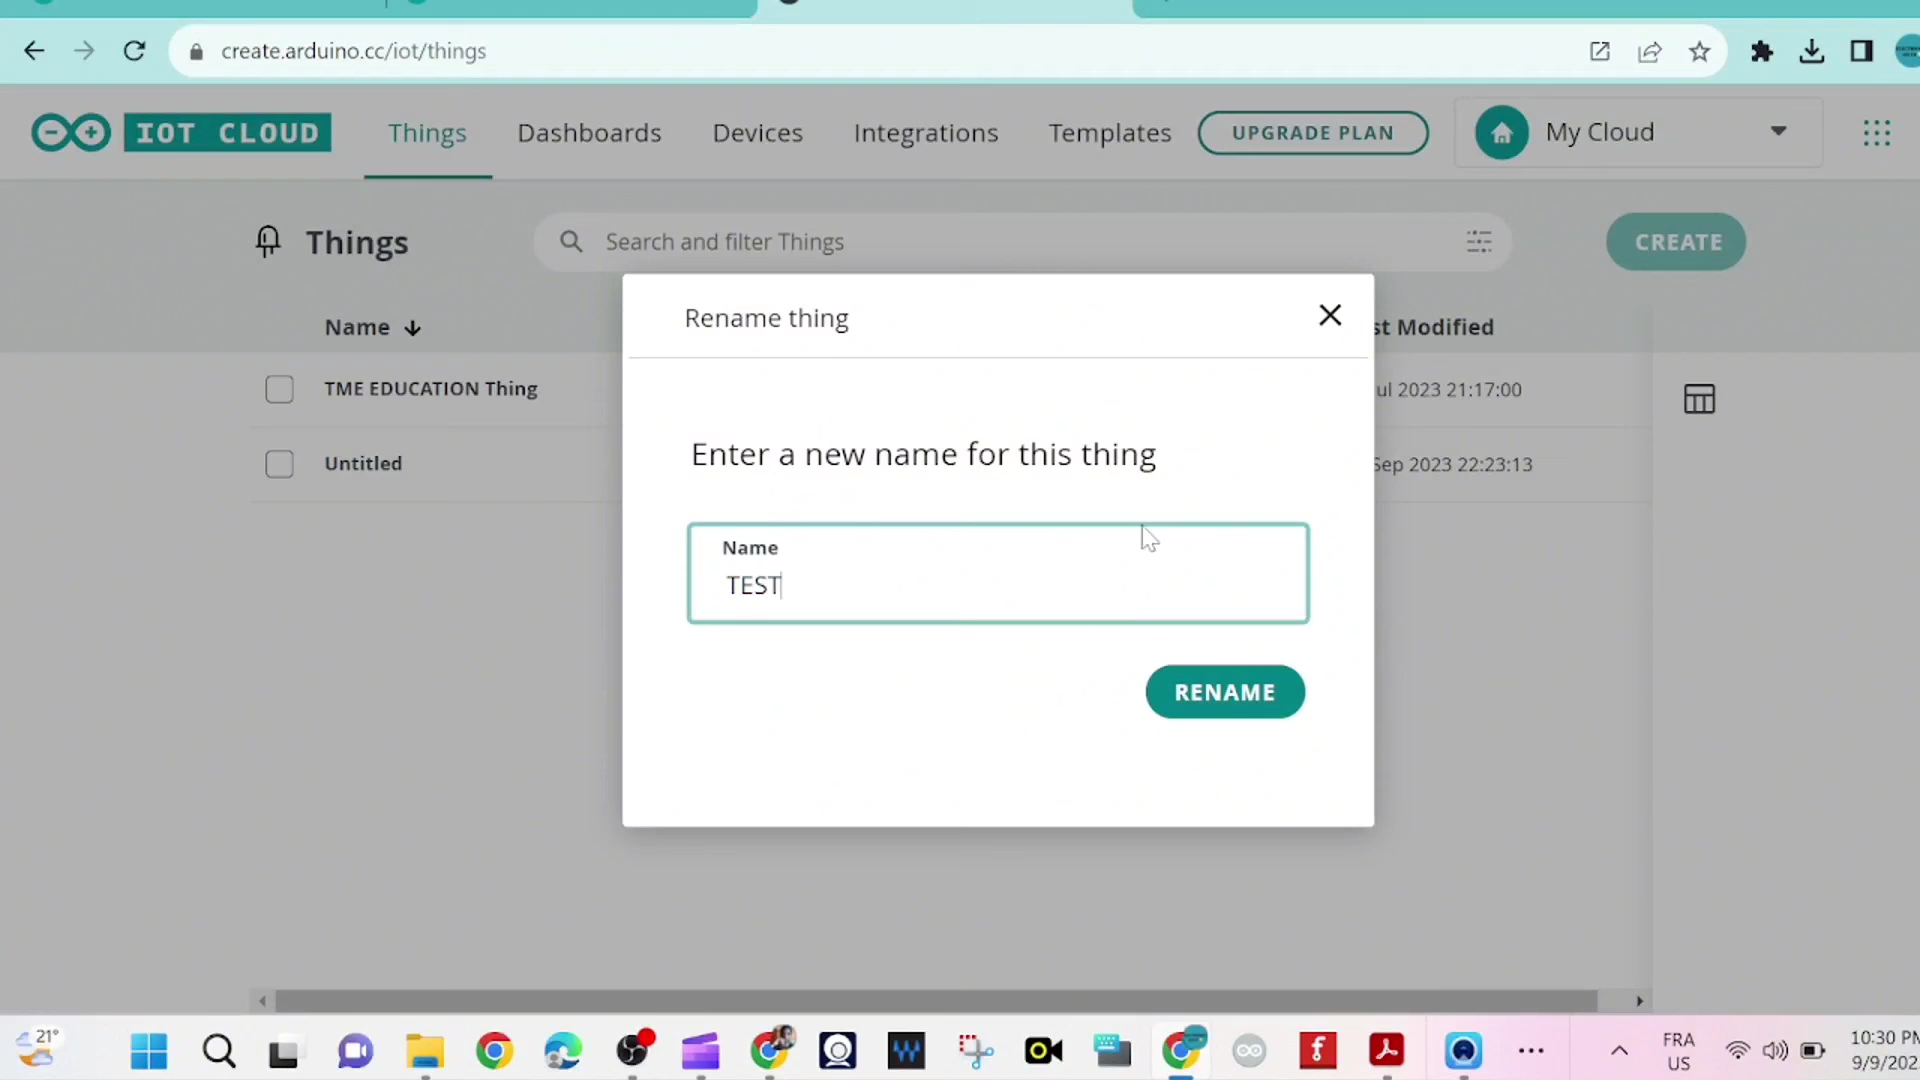 create.arduino.cc/iot/things
IOT CLOUD
Things
Dashboards
Devices
Integrations
Templates
UPGRADE PLAN
My Cloud
Things
Search and filter Things
CREATE
Name
st Modified
TME EDUCATION Thing
ul 2023 21:17:00
Untitled
Sep 2023 22:23:13
Rename thing
Enter a new name for this thing
Name
TEST
RENAME
21°
FRA
US
10:30 PM
9/9/202